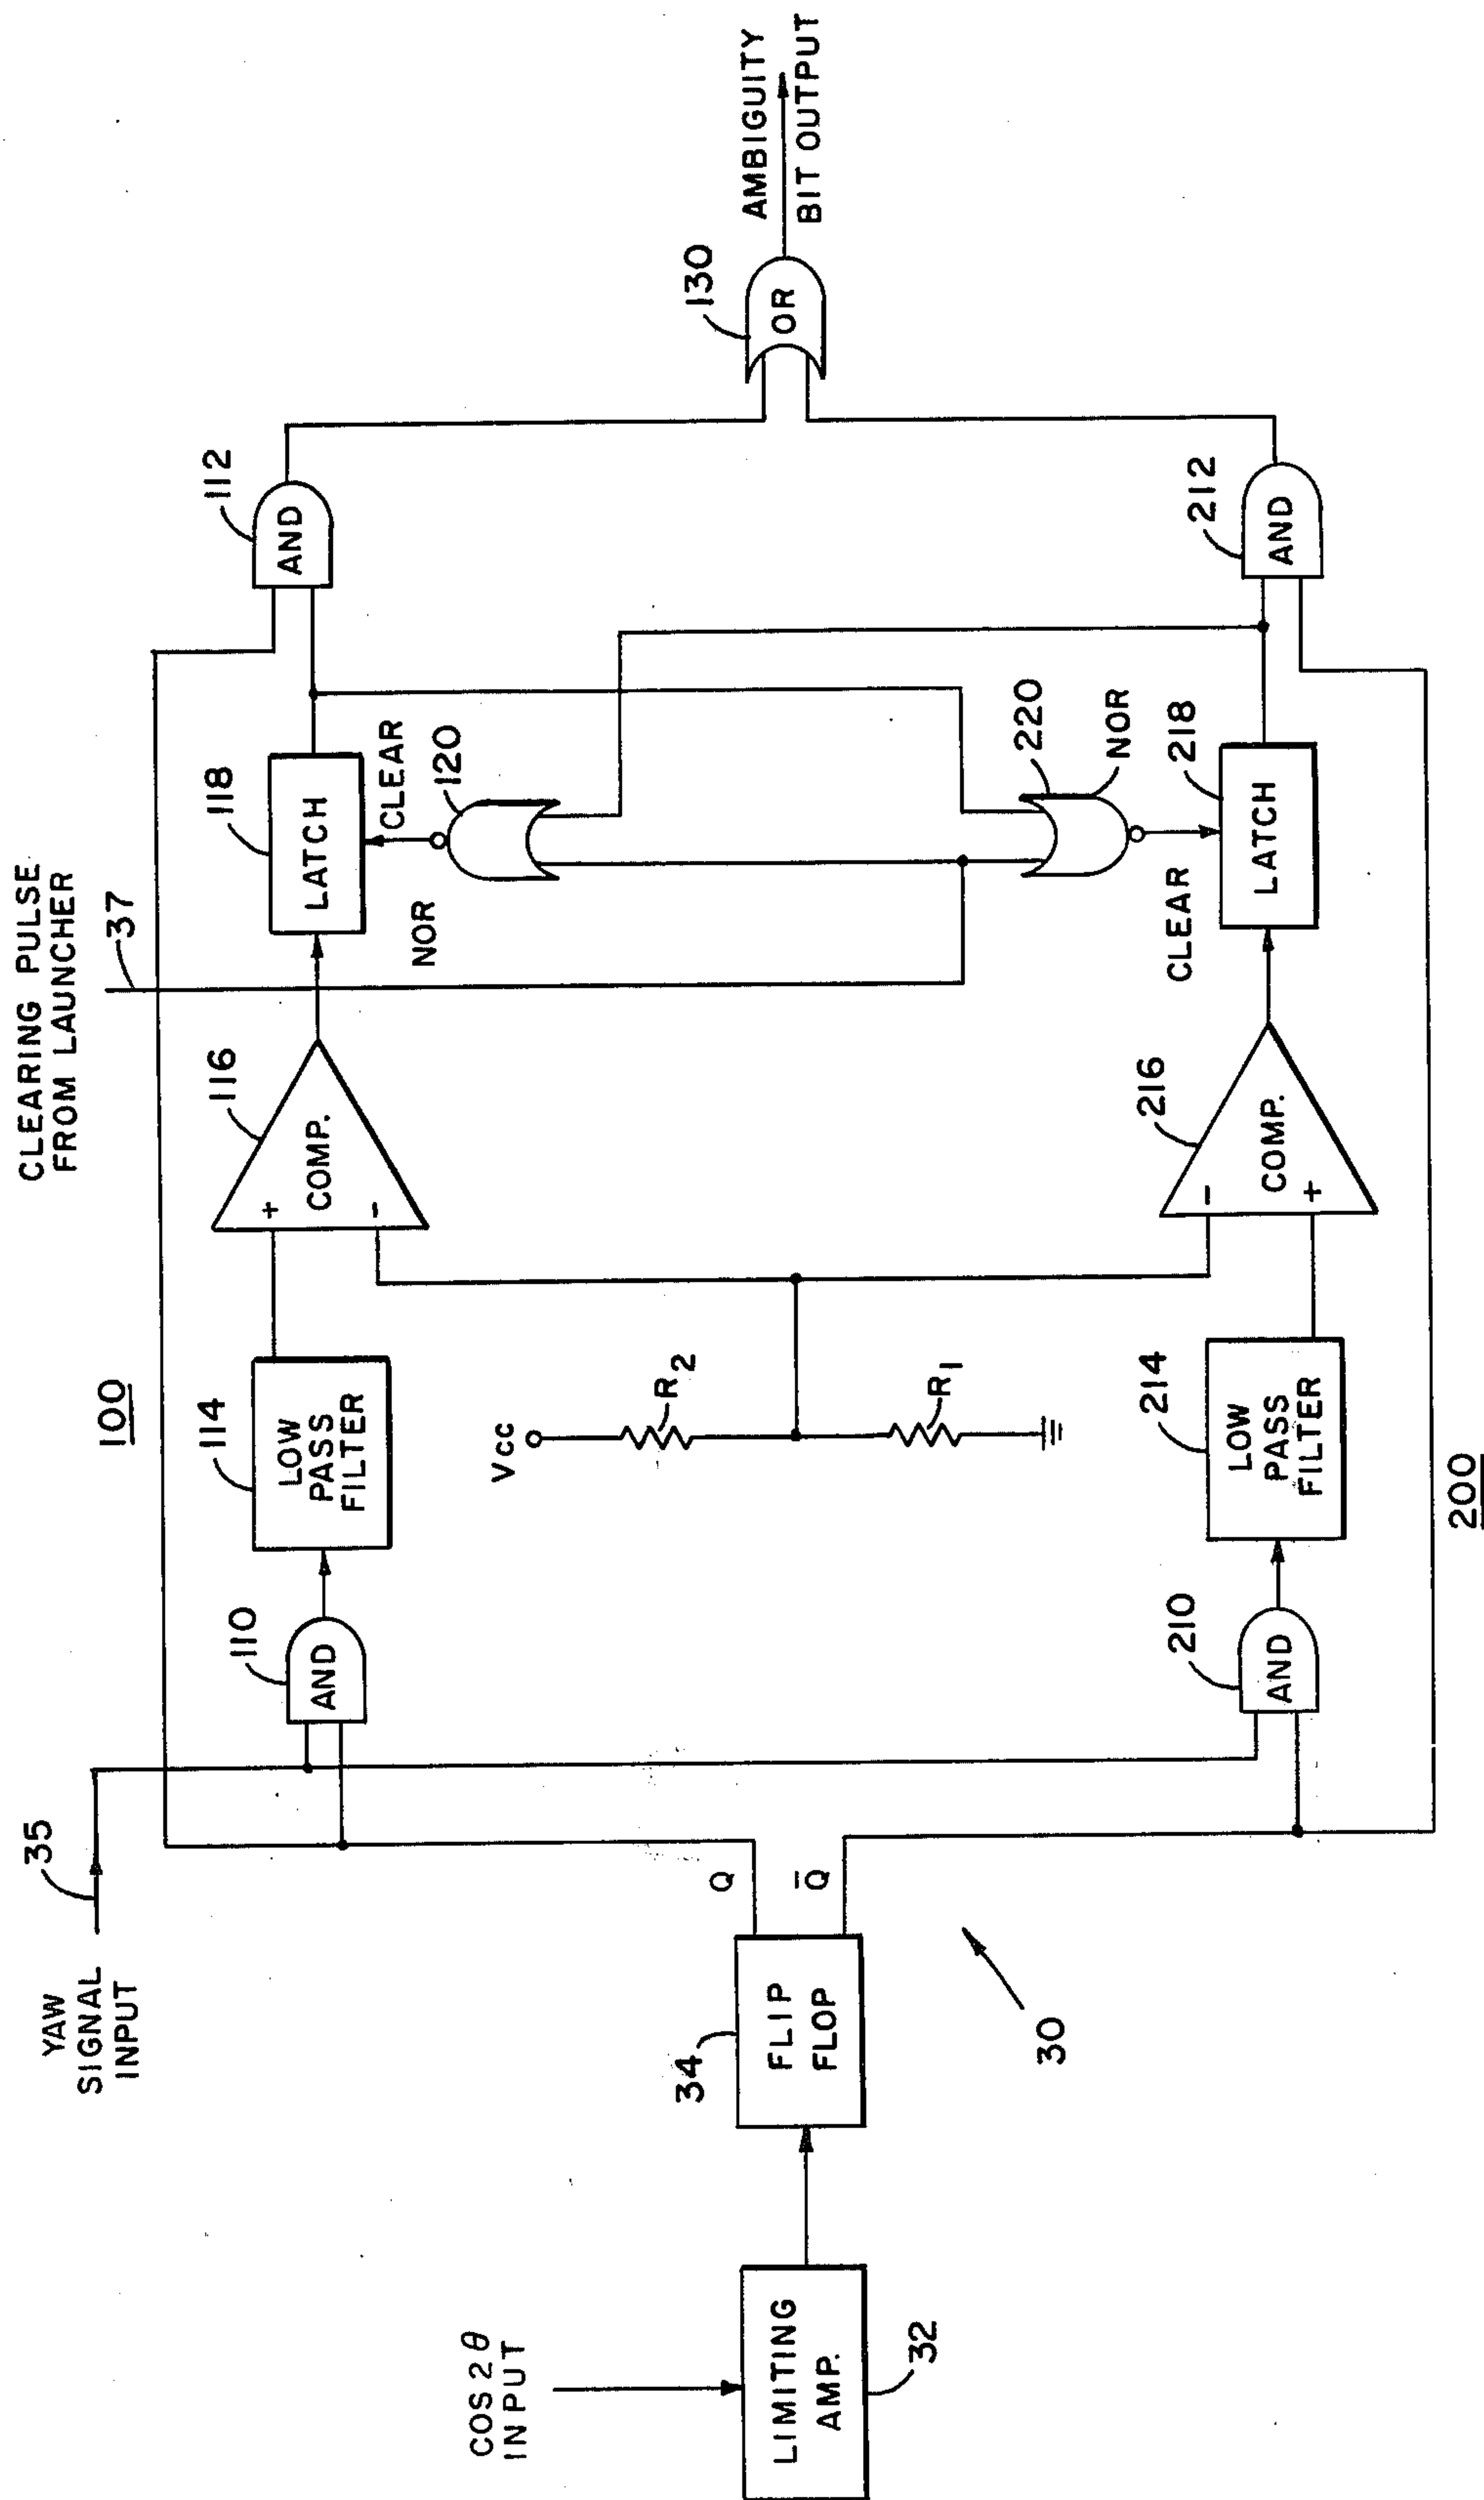 CLEARING PULSE
FROM LAUNCHER
37
YAW
SIGNAL
INPUT
35
100
110
AND
114
LOW
PASS
FILTER
116
+
COMP.
-
118
LATCH
CLEAR
120
NOR
112
AND
COS 2θ
INPUT
LIMITING
AMP.
32
34
FLIP
FLOP
Q
Q̅
30
VCC
R2
R1
220
NOR
130
OR
AMBIGUITY
BIT OUTPUT
210
AND
214
LOW
PASS
FILTER
216
-
COMP.
+
CLEAR
218
LATCH
212
AND
200